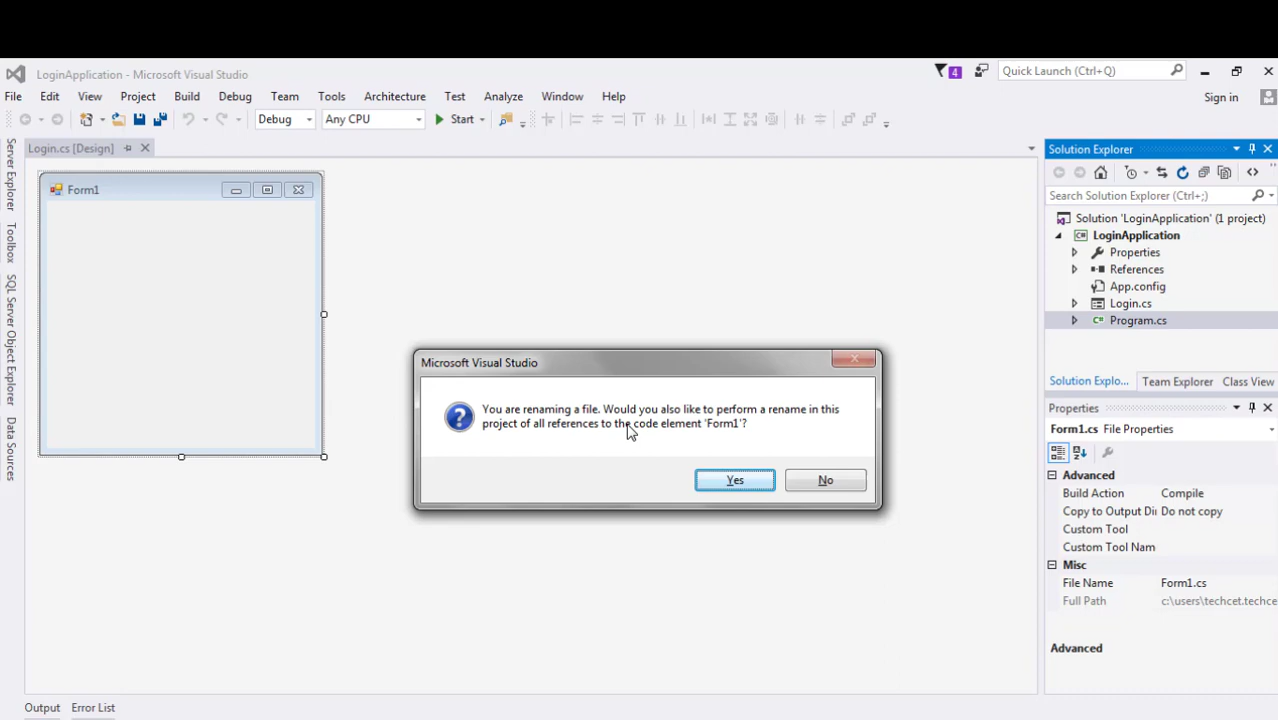 LoginApplication - Microsoft Visual Studio
4
Quick Launch (Ctrl+Q)
File Edit View Project Build Debug Team Tools Architecture Test Analyze Window Help
Sign in
Debug Any CPU Start
Server Explorer
Toolbox
SQL Server Object Explorer
Data Sources
Login.cs [Design]
Form1
Microsoft Visual Studio
You are renaming a file. Would you also like to perform a rename in this
project of all references to the code element 'Form1'?
Yes No
Solution Explorer
Search Solution Explorer (Ctrl+;)
Solution 'LoginApplication' (1 project)
C# LoginApplication
Properties
References
App.config
Login.cs
C# Program.cs
Solution Explo... Team Explorer Class View
Properties
Form1.cs File Properties
Advanced
Build Action Compile
Copy to Output Di Do not copy
Custom Tool
Custom Tool Nam
Misc
File Name Form1.cs
Full Path c:\users\techcet.techce
Advanced
Output Error List